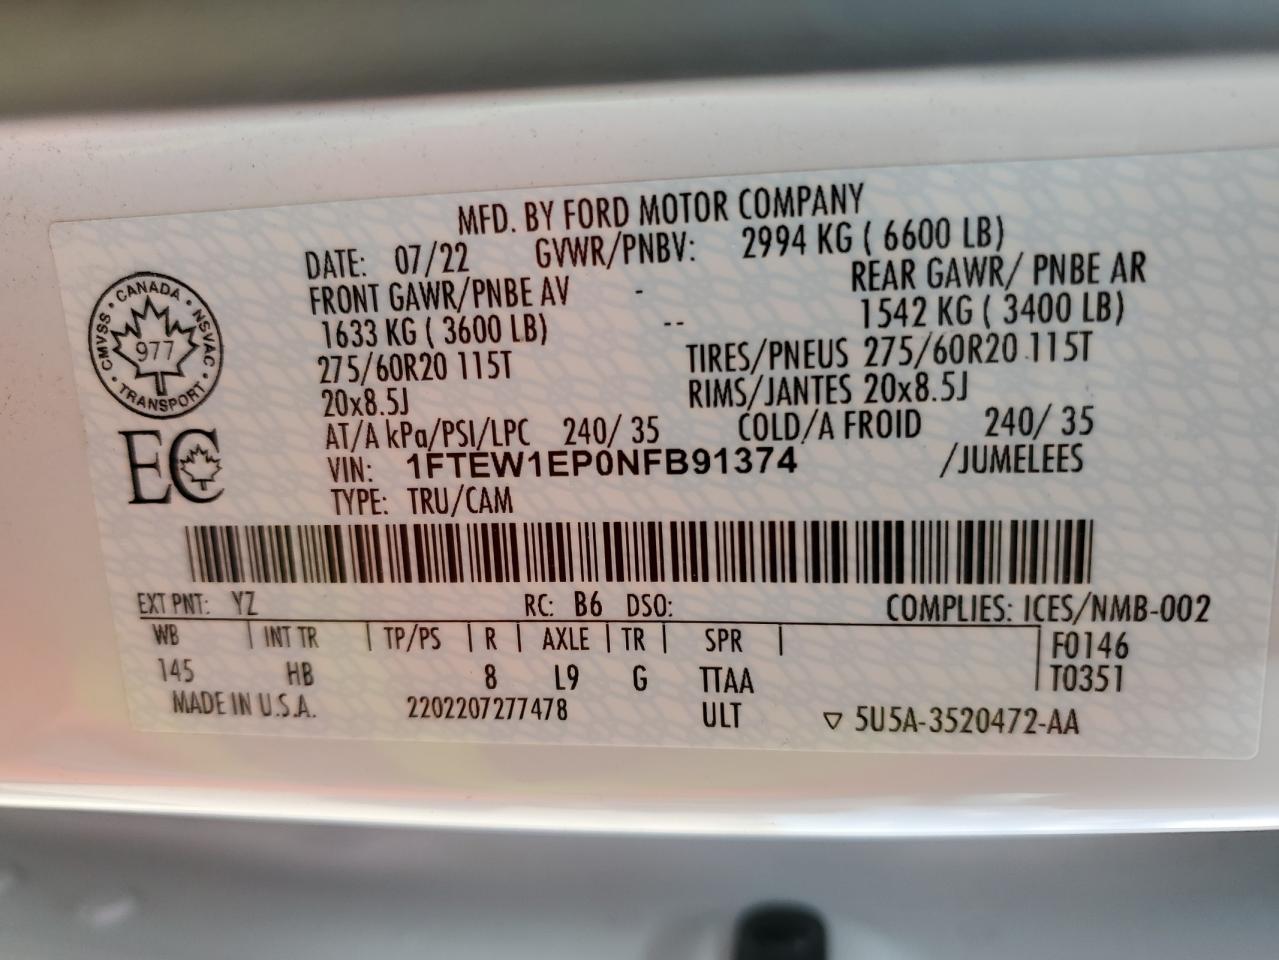 MFD. BY FORD MOTOR COMPANY
DATE: 07/22 GVWR/PNBV: 2994 KG ( 6600 LB)
FRONT GAWR/PNBE AV - REAR GAWR/ PNBE AR
1633 KG ( 3600 LB) -- 1542 KG ( 3400 LB)
275/60R20 115T TIRES/PNEUS 275/60R20 115T
20x8.5J RIMS/JANTES 20x8.5J
AT/A kPa/PSI/LPC 240/ 35 COLD/A FROID 240/ 35
VIN: 1FTEW1EP0NFB91374 /JUMELEES
TYPE: TRU/CAM
CANADA • NSVAC • TRANSPORT • CMVSS •
977
EC
EXT PNT: YZ RC: B6 DSO: COMPLIES: ICES/NMB-002
WB | INT TR | TP/PS | R | AXLE | TR | SPR | F0146
145 HB 8 L9 G TTAA T0351
MADE IN U.S.A. 2202207277478 ULT ▽ 5U5A-3520472-AA